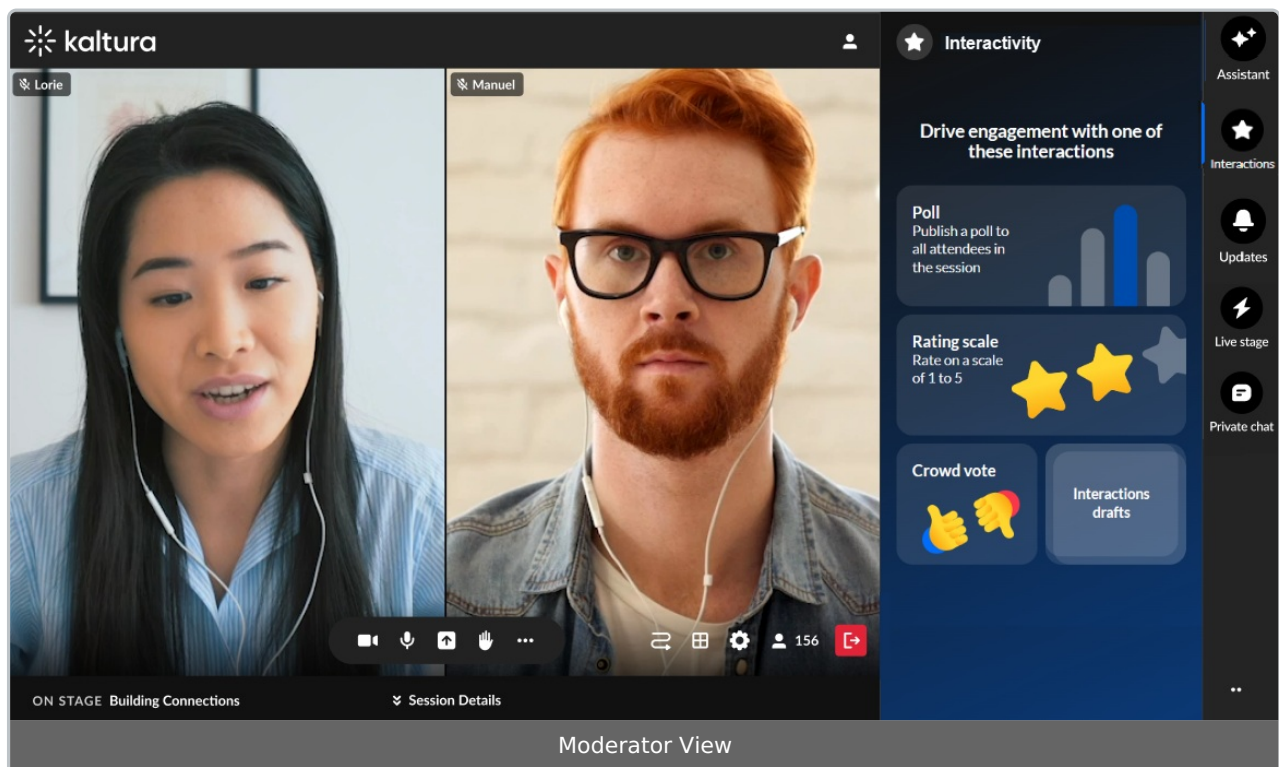 kaltura
Lorie
Manuel
ON STAGE Building Connections
Session Details
156
Interactivity
Drive engagement with one of
these interactions
Poll
Publish a poll to
all attendees in
the session
Rating scale
Rate on a scale
of 1 to 5
Crowd vote
Interactions
drafts
Assistant
Interactions
Updates
Live stage
Private chat
Moderator View